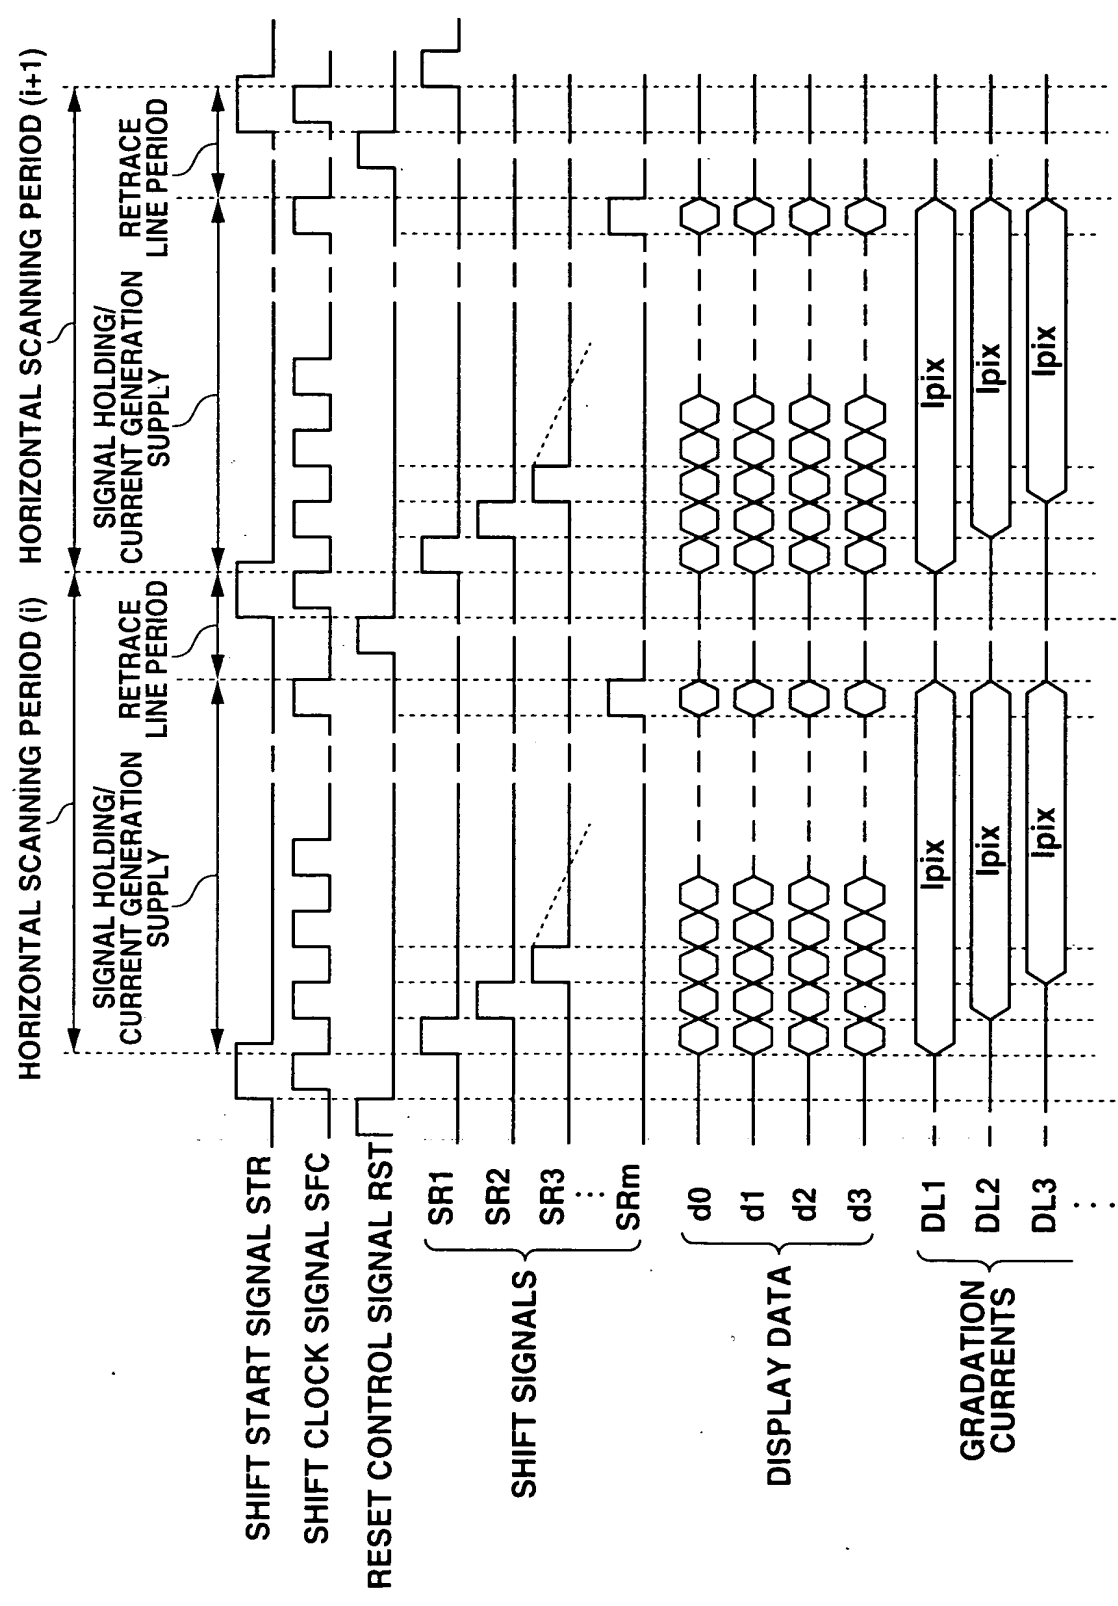 HORIZONTAL SCANNING PERIOD (i)
HORIZONTAL SCANNING PERIOD (i+1)
SIGNAL HOLDING/
CURRENT GENERATION
SUPPLY
RETRACE
LINE PERIOD
SIGNAL HOLDING/
CURRENT GENERATION
SUPPLY
RETRACE
LINE PERIOD
SHIFT START SIGNAL STR
SHIFT CLOCK SIGNAL SFC
RESET CONTROL SIGNAL RST
SHIFT SIGNALS
SR1
SR2
SR3
SRm
DISPLAY DATA
d0
d1
d2
d3
GRADATION
CURRENTS
DL1
Ipix
Ipix
DL2
Ipix
Ipix
DL3
Ipix
Ipix